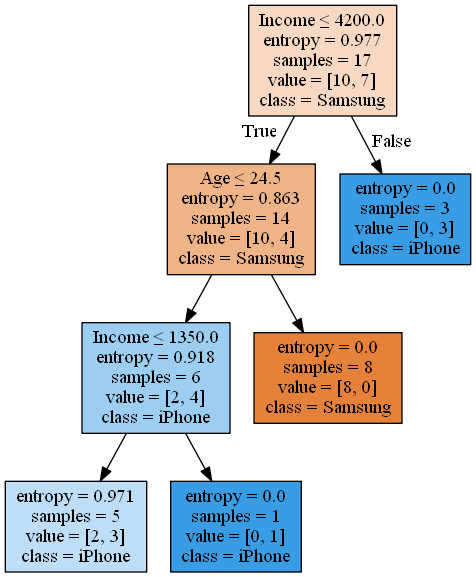 Income ≤ 4200.0
entropy = 0.977
samples = 17
value = [10, 7]
class = Samsung
True
False
Age ≤ 24.5
entropy = 0.863
samples = 14
value = [10, 4]
class = Samsung
entropy = 0.0
samples = 3
value = [0, 3]
class = iPhone
Income ≤ 1350.0
entropy = 0.918
samples = 6
value = [2, 4]
class = iPhone
entropy = 0.0
samples = 8
value = [8, 0]
class = Samsung
entropy = 0.971
samples = 5
value = [2, 3]
class = iPhone
entropy = 0.0
samples = 1
value = [0, 1]
class = iPhone